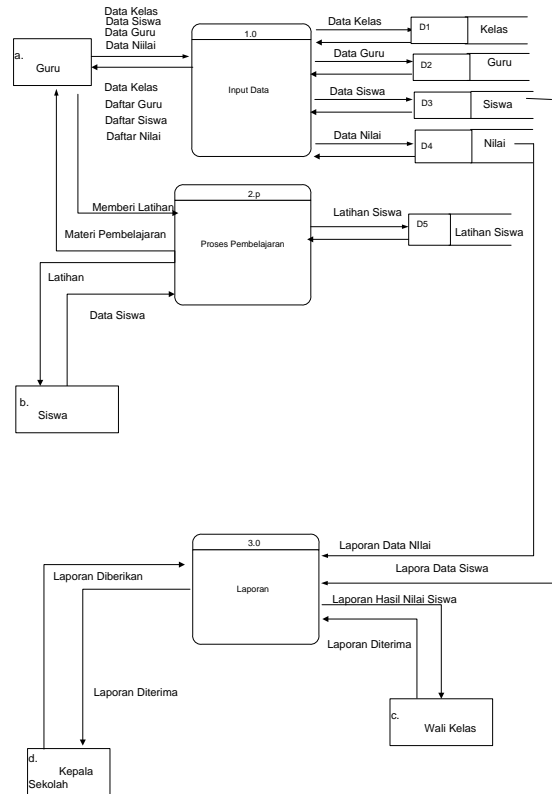 Data Kelas
Data Siswa
Data Guru
Data Niilai
a.
Guru
Data Kelas
Daftar Guru
Daftar Siswa
Daftar Nilai
1.0
Input Data
Data Kelas
D1
Kelas
Data Guru
D2
Guru
Data Siswa
D3
Siswa
Data Nilai
D4
Nilai
Memberi Latihan
Materi Pembelajaran
2.p
Proses Pembelajaran
Latihan Siswa
D5
Latihan Siswa
Latihan
Data Siswa
b.
Siswa
3.0
Laporan
Laporan Data NIlai
Lapora Data Siswa
Laporan Hasil Nilai Siswa
Laporan Diterima
Laporan Diberikan
Laporan Diterima
c.
Wali Kelas
d.
Kepala
Sekolah